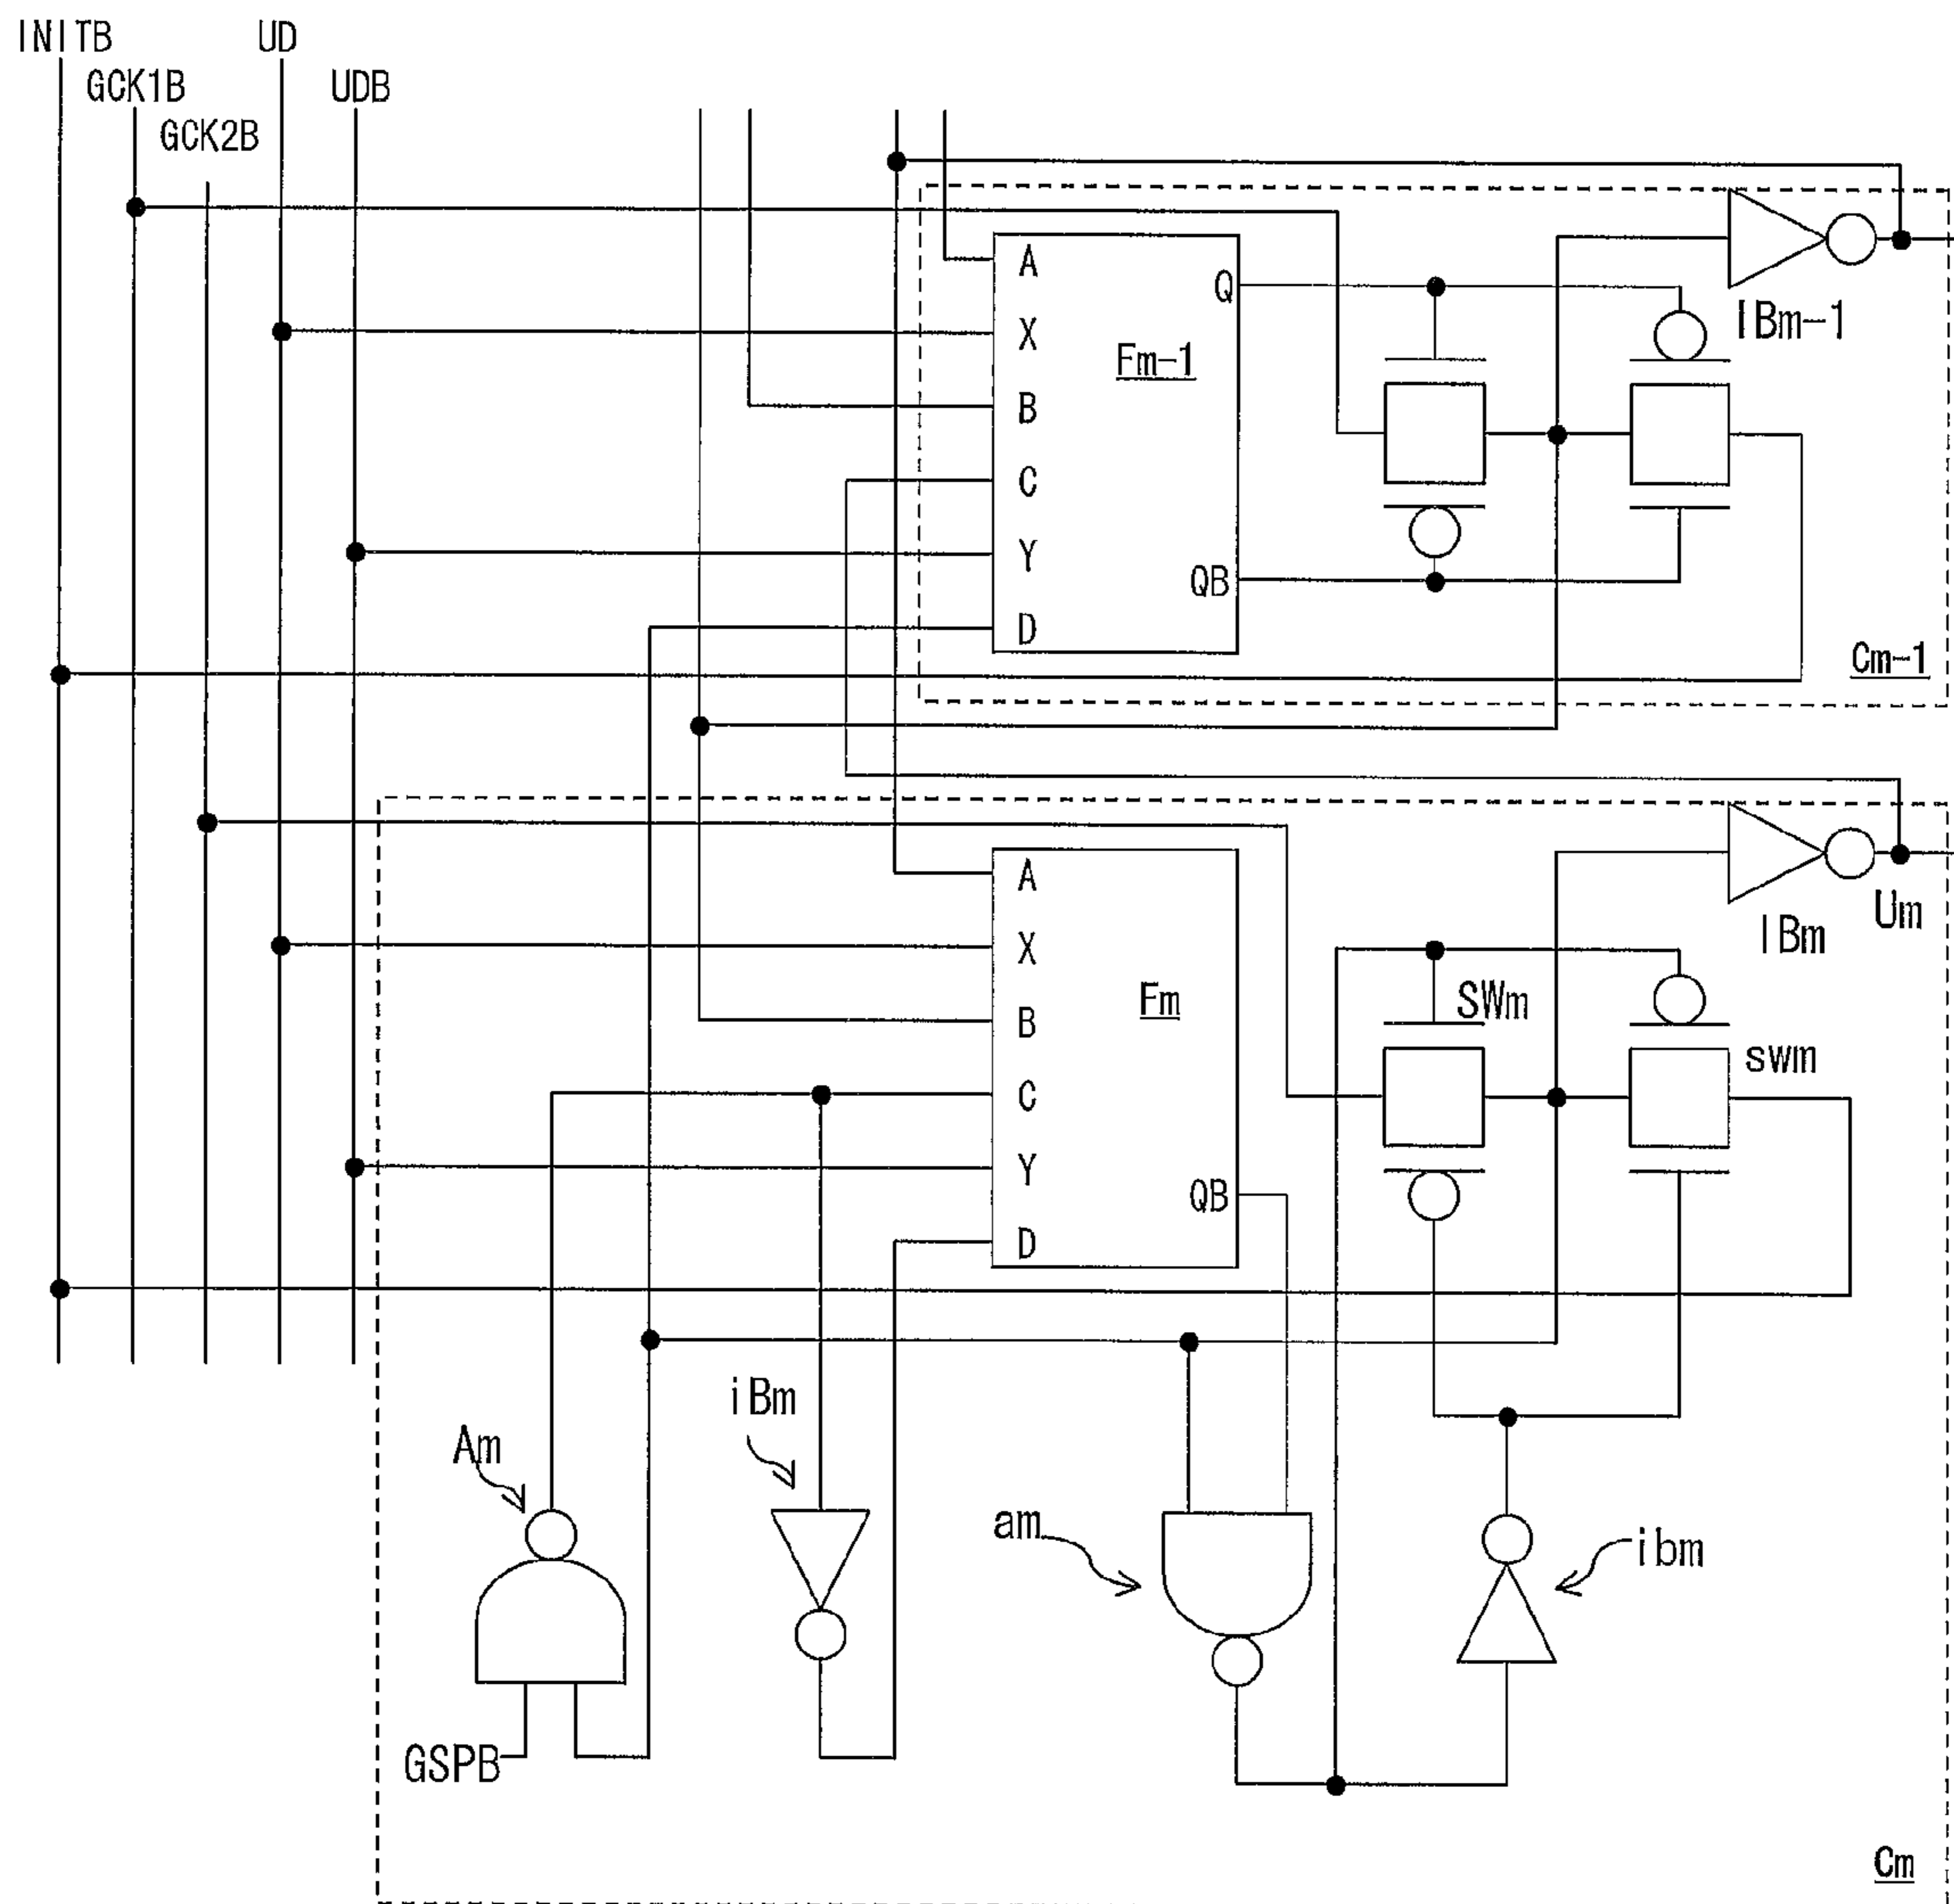 INITB
UD
GCK1B
UDB
GCK2B
A
Q
X
Fm-1
IBm-1
B
C
Y
QB
D
Cm-1
A
Um
IBm
X
Fm
SWm
B
swm
C
Y
QB
D
iBm
Am
am
ibm
GSPB
Cm